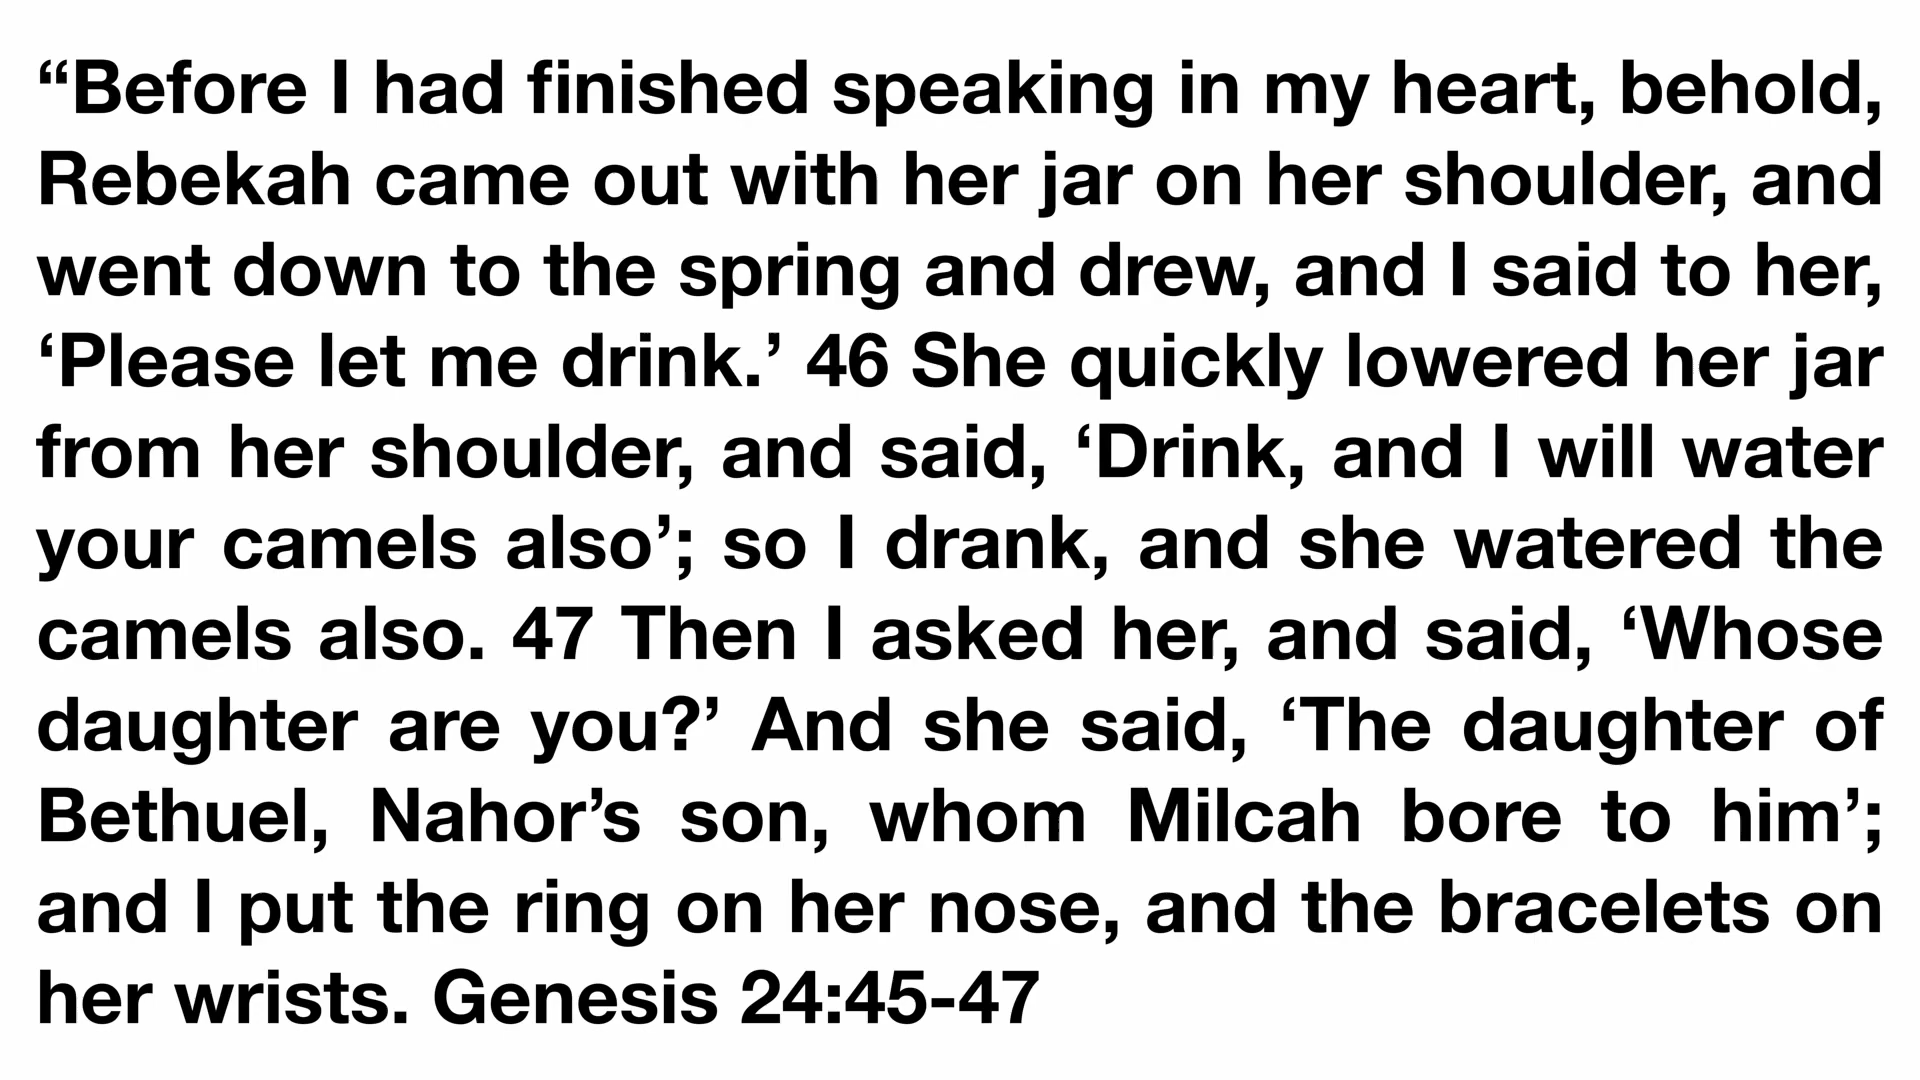 “Before I had finished speaking in my heart, behold,
Rebekah came out with her jar on her shoulder, and
went down to the spring and drew, and I said to her,
‘Please let me drink.’ 46 She quickly lowered her jar
from her shoulder, and said, ‘Drink, and I will water
your camels also’; so I drank, and she watered the
camels also. 47 Then I asked her, and said, ‘Whose
daughter are you?’ And she said, ‘The daughter of
Bethuel, Nahor’s son, whom Milcah bore to him’;
and I put the ring on her nose, and the bracelets on
her wrists. Genesis 24:45-47